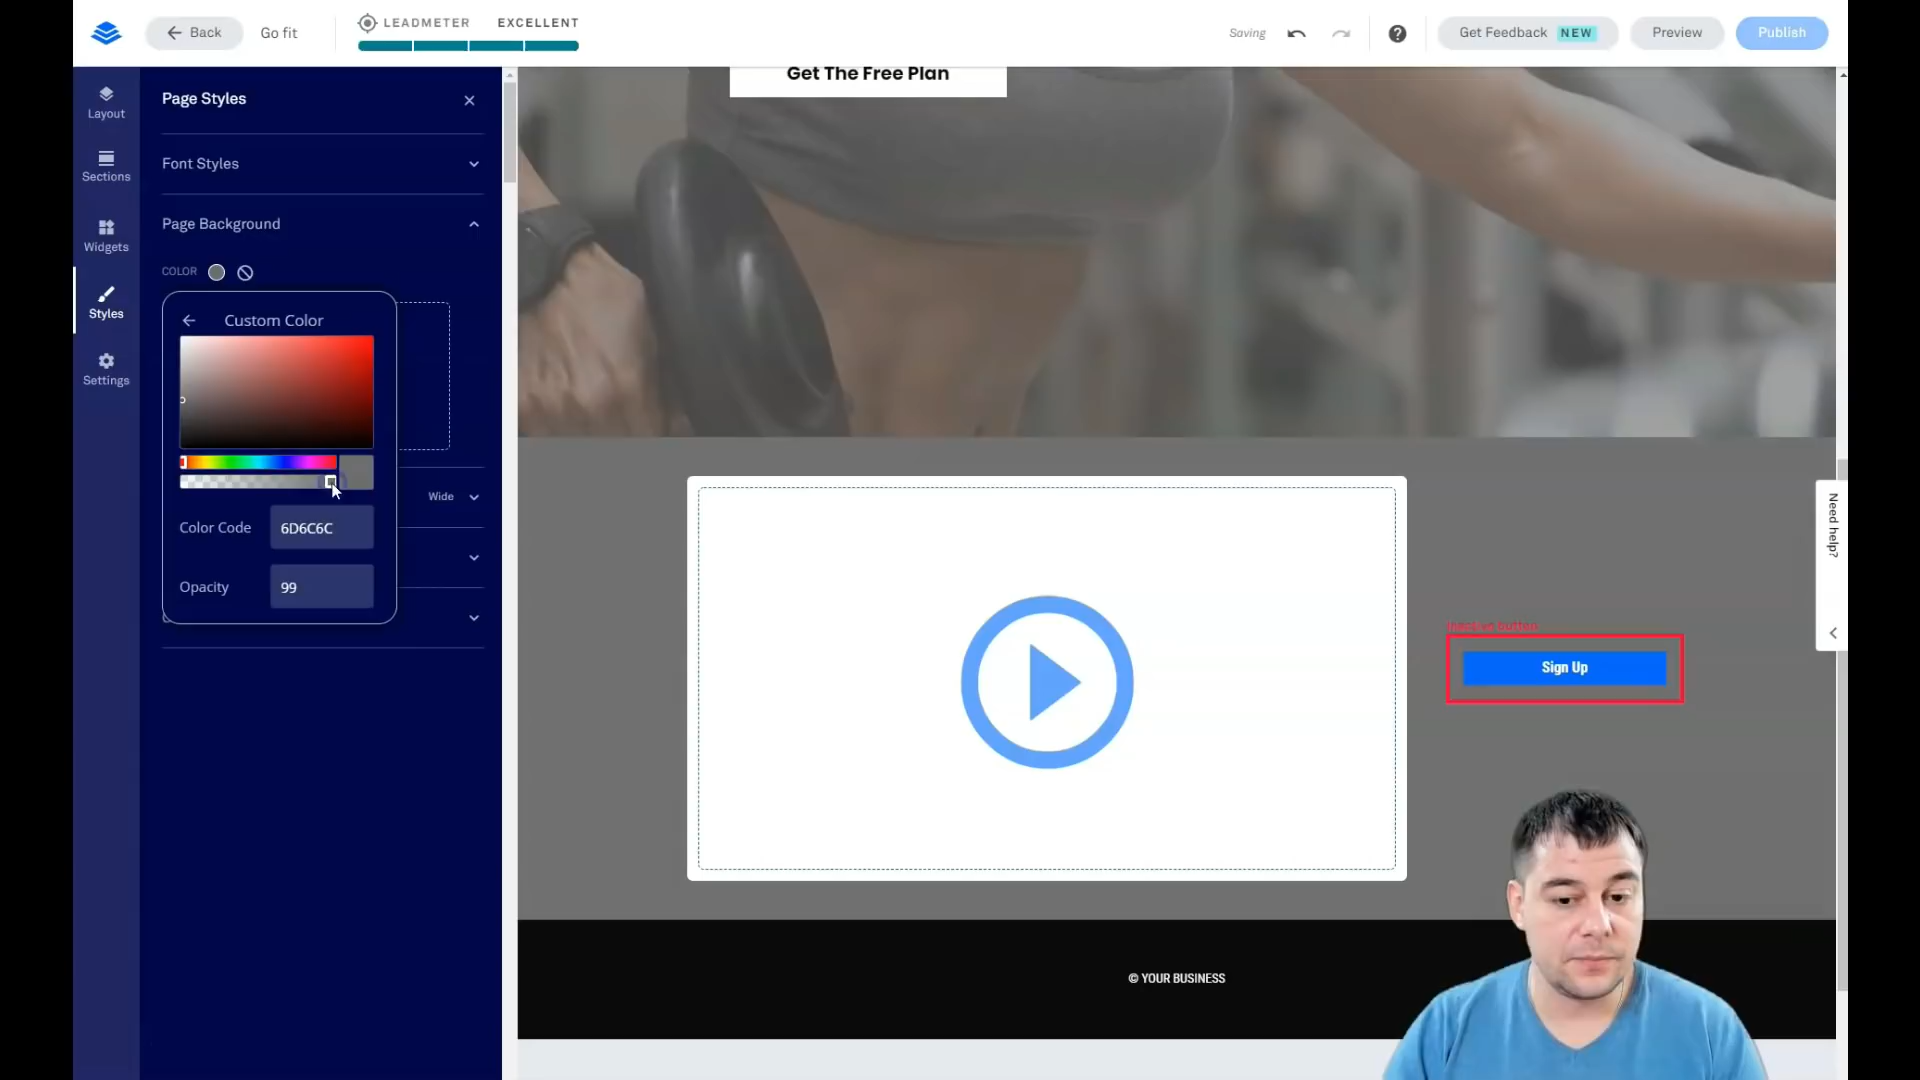 Back
Go fit
LEADMETER EXCELLENT
Saving
Get Feedback NEW
Preview
Publish
Layout
Sections
Widgets
Styles
Settings
Page Styles
Font Styles
Page Background
COLOR
Custom Color
Color Code 6D6C6C
Opacity 99
Wide
Get The Free Plan
Inactive button
Sign Up
Need help?
© YOUR BUSINESS